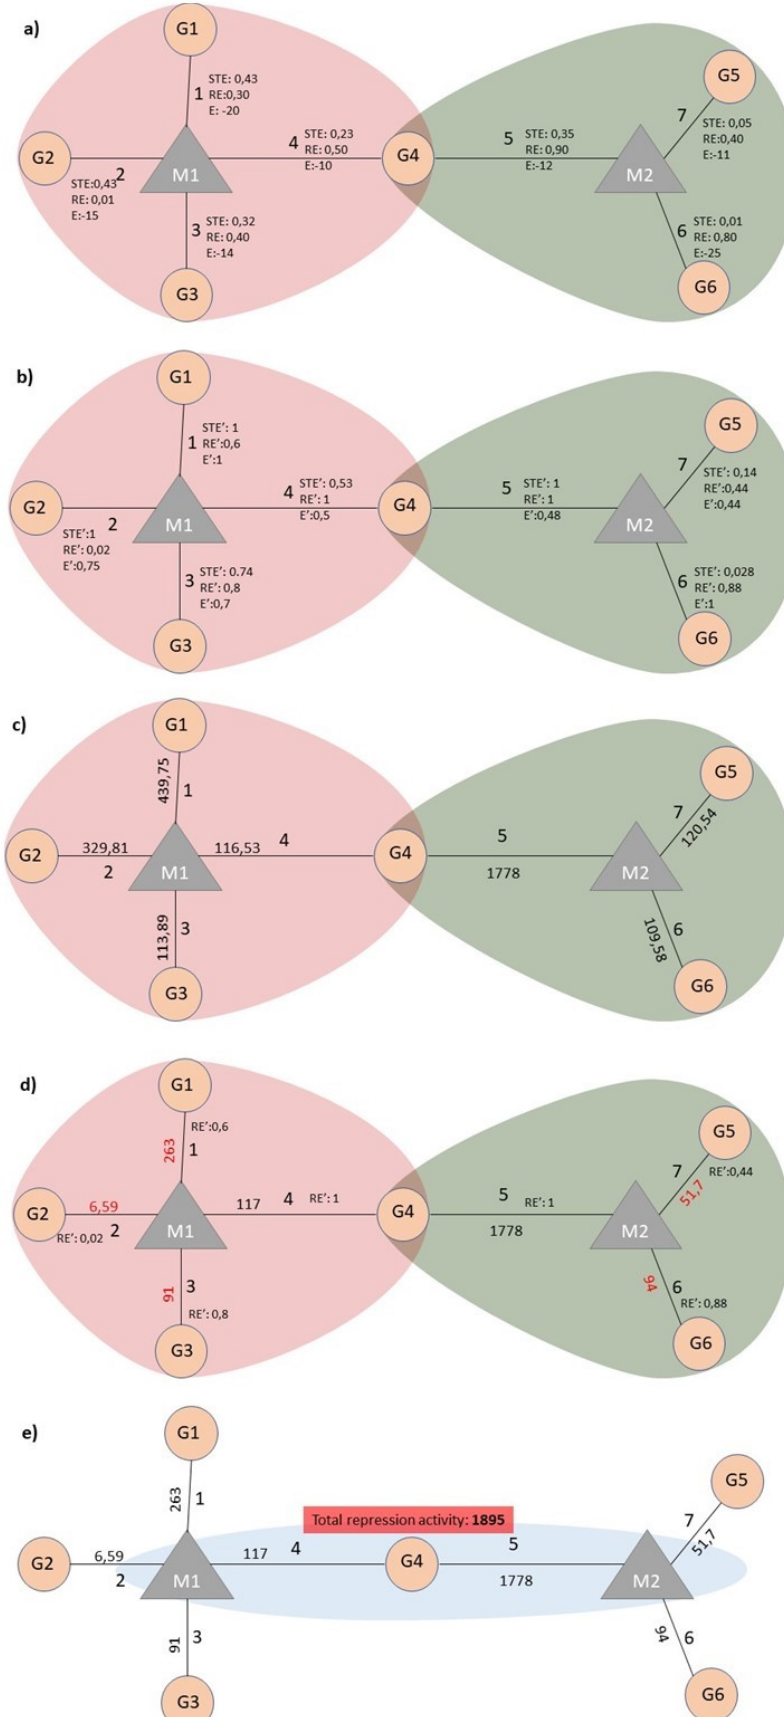 a)
G1
1
STE: 0,43
RE:0,30
E: -20
G2
2
STE:0,43
RE: 0,01
E:-15
M1
3
STE: 0,32
RE: 0,40
E:-14
G3
4
STE: 0,23
RE: 0,50
E:-10
G4
5
STE: 0,35
RE: 0,90
E:-12
M2
7
STE: 0,05
RE:0,40
E:-11
G5
6
STE: 0,01
RE: 0,80
E:-25
G6
b)
G1
1
STE’: 1
RE’:0,6
E’:1
G2
2
STE’:1
RE’: 0,02
E’:0,75
M1
3
STE’: 0.74
RE’: 0,8
E’:0,7
G3
4
STE’: 0,53
RE’: 1
E’:0,5
G4
5
STE’: 1
RE’: 1
E’:0,48
M2
7
STE’: 0,14
RE’:0,44
E’:0,44
G5
6
STE’: 0,028
RE’: 0,88
E’:1
G6
c)
G1
439,75
1
G2
329,81
2
M1
113,89
3
G3
116,53
4
G4
5
1778
M2
7
120,54
G5
109,58
6
G6
d)
G1
RE’:0,6
263
1
G2
6,59
RE’: 0,02
2
M1
91
3
RE’: 0,8
G3
117
4
RE’: 1
G4
5
RE’: 1
1778
M2
7
51,7
RE’:0,44
G5
94
6
RE’: 0,88
G6
e)
G1
263
1
G2
6,59
2
M1
91
3
G3
Total repression activity: 1895
117
4
G4
5
1778
M2
7
51,7
G5
94
6
G6